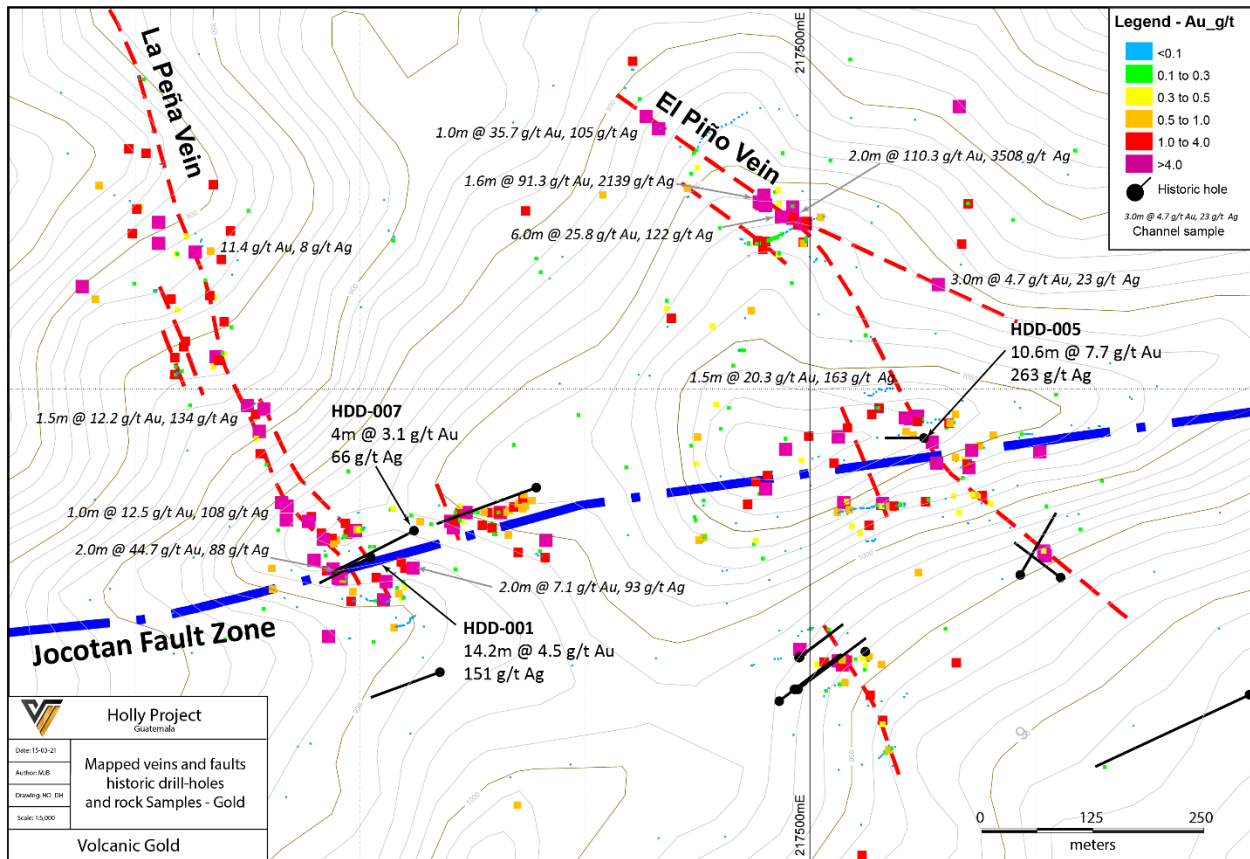 La Peña Vein
11.4 g/t Au, 8 g/t Ag
1.5m @ 12.2 g/t Au, 134 g/t Ag
1.0m @ 12.5 g/t Au, 108 g/t Ag
2.0m @ 44.7 g/t Au, 88 g/t Ag
HDD-007
4m @ 3.1 g/t Au
66 g/t Ag
2.0m @ 7.1 g/t Au, 93 g/t Ag
HDD-001
14.2m @ 4.5 g/t Au
151 g/t Ag
Jocotan Fault Zone
El Piño Vein
1.0m @ 35.7 g/t Au, 105 g/t Ag
1.6m @ 91.3 g/t Au, 2139 g/t Ag
6.0m @ 25.8 g/t Au, 122 g/t Ag
2.0m @ 110.3 g/t Au, 3508 g/t Ag
3.0m @ 4.7 g/t Au, 23 g/t Ag
HDD-005
10.6m @ 7.7 g/t Au
263 g/t Ag
1.5m @ 20.3 g/t Au, 163 g/t Ag
217500mE
217500mE
Legend - Au_g/t
<0.1
0.1 to 0.3
0.3 to 0.5
0.5 to 1.0
1.0 to 4.0
>4.0
Historic hole
3.0m @ 4.7 g/t Au, 23 g/t Ag
Channel sample
Holly Project
Guatemala
Date: 15-03-21
Author: MJB
Drawing: HO_DH
Scale: 1:5,000
Mapped veins and faults
historic drill-holes
and rock Samples - Gold
Volcanic Gold
0 125 250
meters